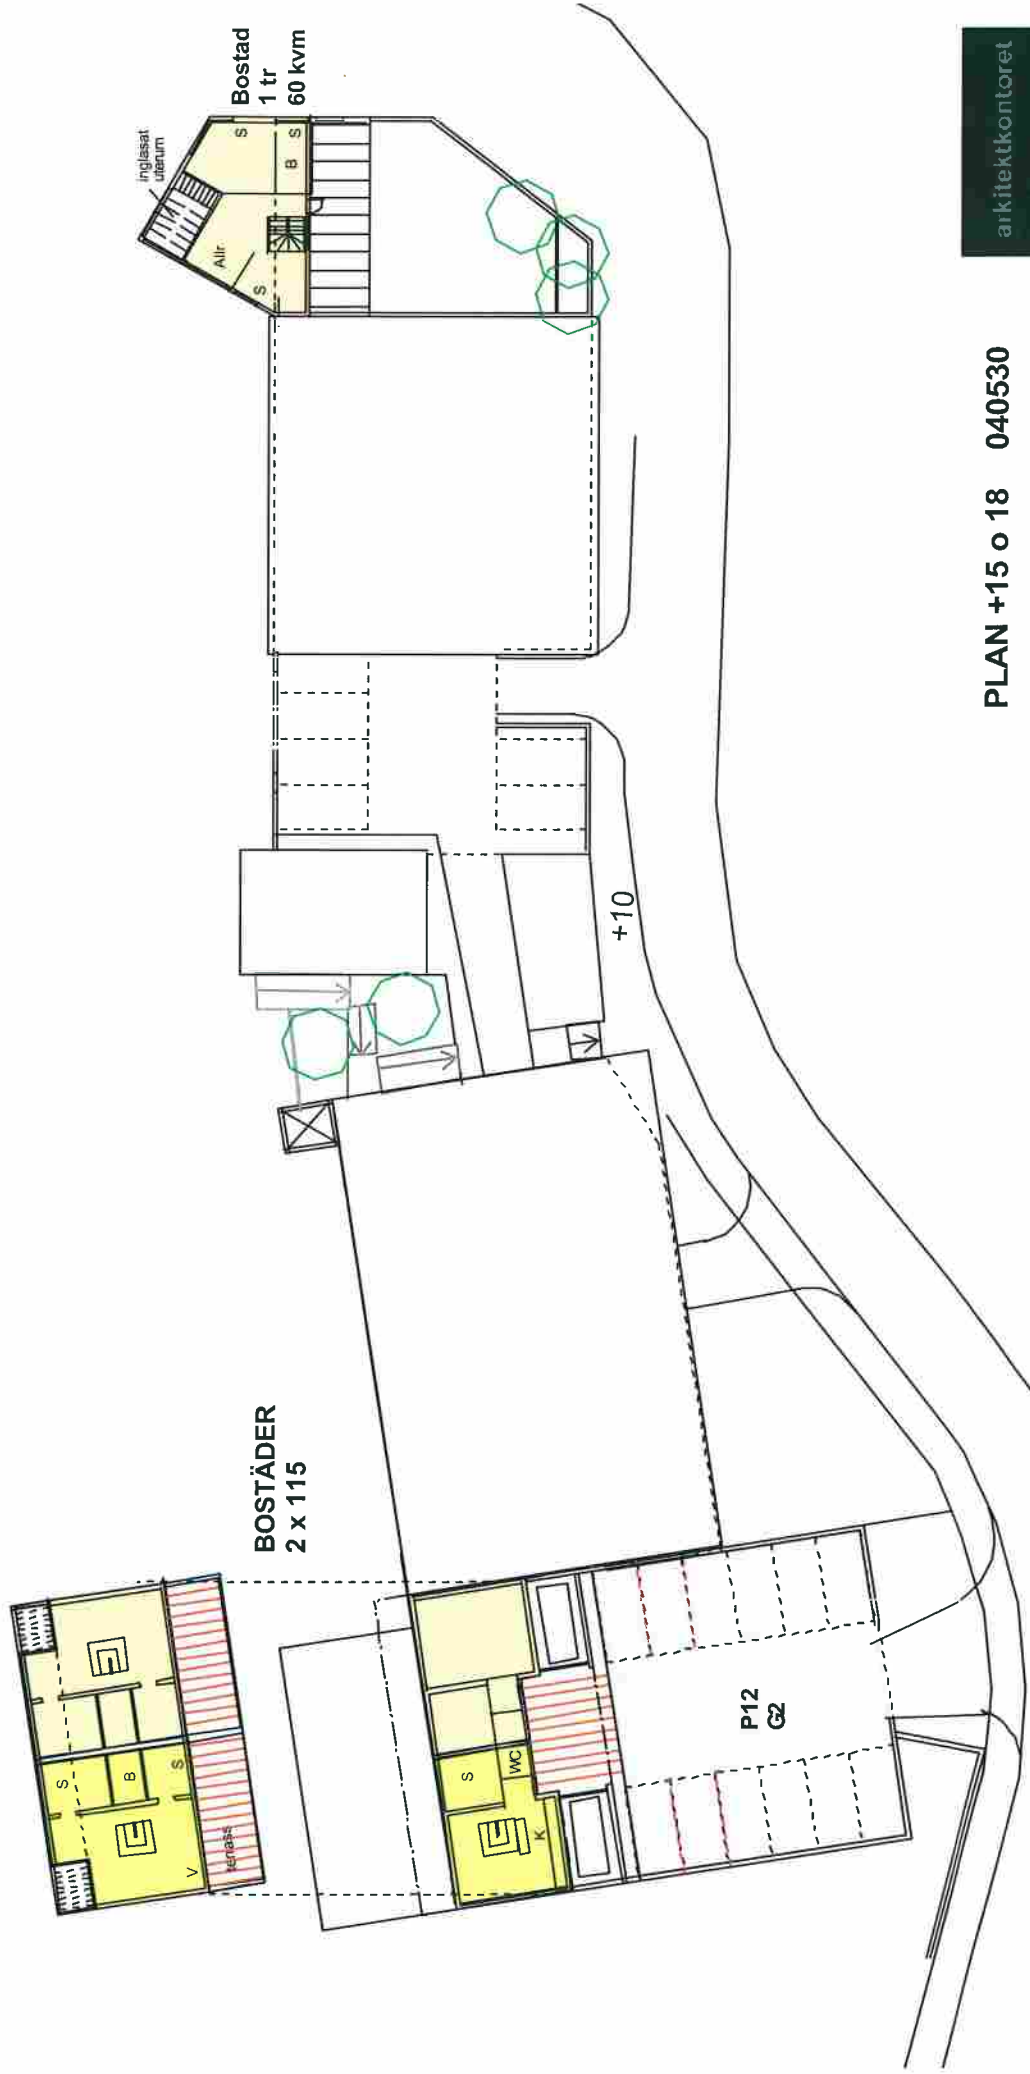 BOSTÄDER
2 x 115
Bostad
1 tr
60 kvm
inglasat
uterum
S
B
S
V
terrass
S
WC
K
P12
G2
+10
Allr
S
S
B
S
PLAN +15 o 18 040530
arkitektkontoret